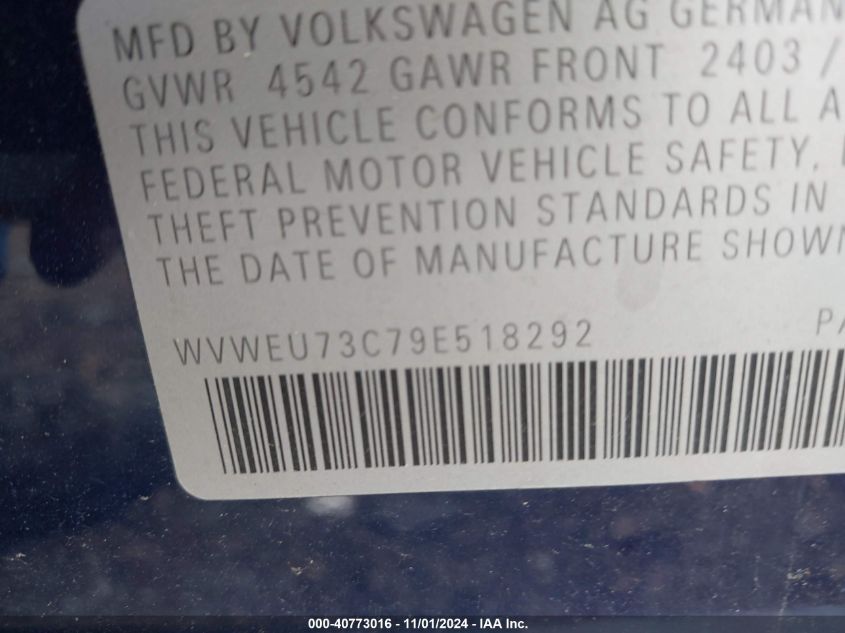 MFD BY VOLKSWAGEN AG GERMAN
GVWR 4542 GAWR FRONT 2403 /
THIS VEHICLE CONFORMS TO ALL A
FEDERAL MOTOR VEHICLE SAFETY,
THEFT PREVENTION STANDARDS IN
THE DATE OF MANUFACTURE SHOWN
WVWEU73C79E518292 PA
000-40773016 - 11/01/2024 - IAA Inc.